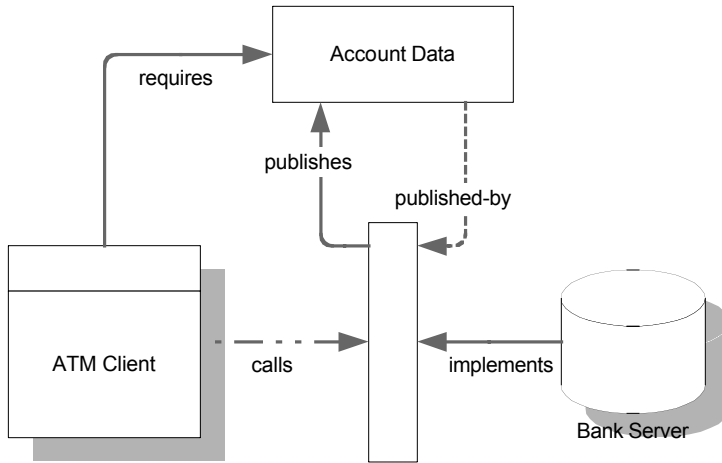 Account Data
requires
publishes
published-by
ATM Client
calls
implements
Bank Server